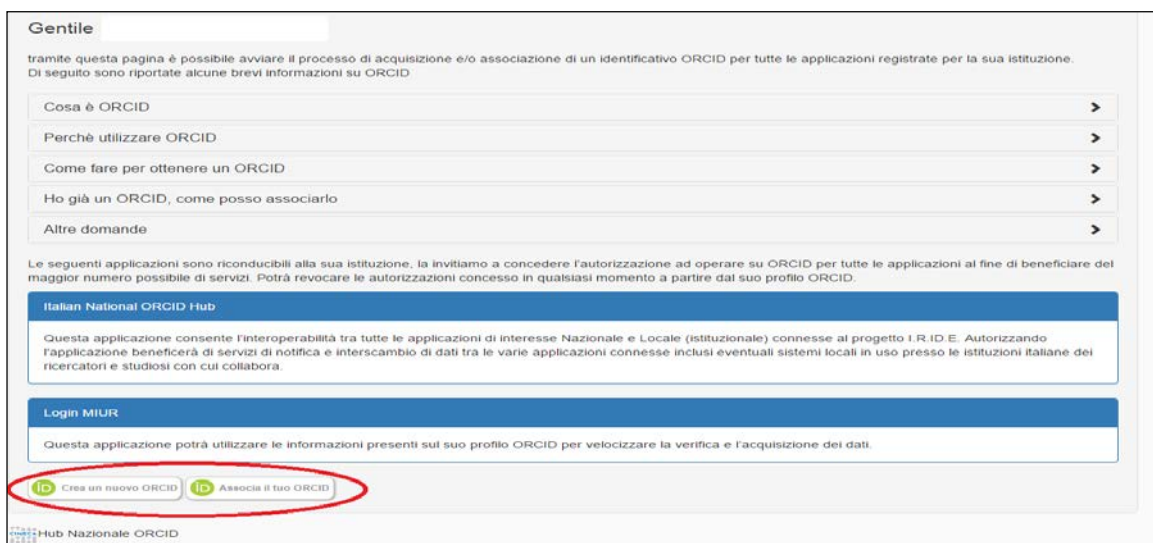 Gentile
tramite questa pagina è possibile avviare il processo di acquisizione e/o associazione di un identificativo ORCID per tutte le applicazioni registrate per la sua istituzione.
Di seguito sono riportate alcune brevi informazioni su ORCID
Cosa è ORCID
Perchè utilizzare ORCID
Come fare per ottenere un ORCID
Ho già un ORCID, come posso associarlo
Altre domande
Le seguenti applicazioni sono riconducibili alla sua istituzione, la invitiamo a concedere l'autorizzazione ad operare su ORCID per tutte le applicazioni al fine di beneficiare del
maggior numero possibile di servizi. Potrà revocare le autorizzazioni concesso in qualsiasi momento a partire dal suo profilo ORCID.
Italian National ORCID Hub
Questa applicazione consente l'interoperabilità tra tutte le applicazioni di interesse Nazionale e Locale (istituzionale) connesse al progetto I.R.ID.E. Autorizzando
l'applicazione beneficerà di servizi di notifica e interscambio di dati tra le varie applicazioni connesse inclusi eventuali sistemi locali in uso presso le istituzioni italiane dei
ricercatori e studiosi con cui collabora.
Login MIUR
Questa applicazione potrà utilizzare le informazioni presenti sul suo profilo ORCID per velocizzare la verifica e l'acquisizione dei dati.
iD Crea un nuovo ORCID iD Associa il tuo ORCID
CINECA Hub Nazionale ORCID